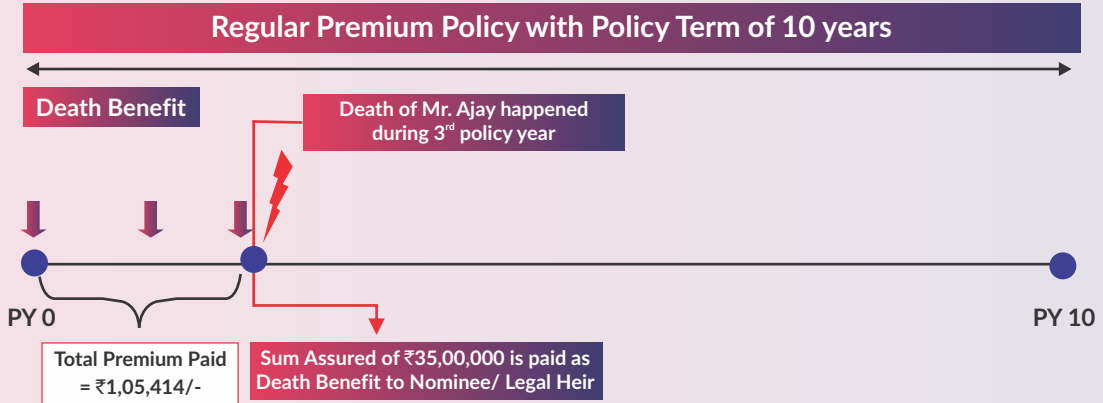 Regular Premium Policy with Policy Term of 10 years
Death Benefit
Death of Mr. Ajay happened
during 3rd policy year
PY 0
PY 10
Total Premium Paid
= ₹1,05,414/-
Sum Assured of ₹35,00,000 is paid as
Death Benefit to Nominee/ Legal Heir